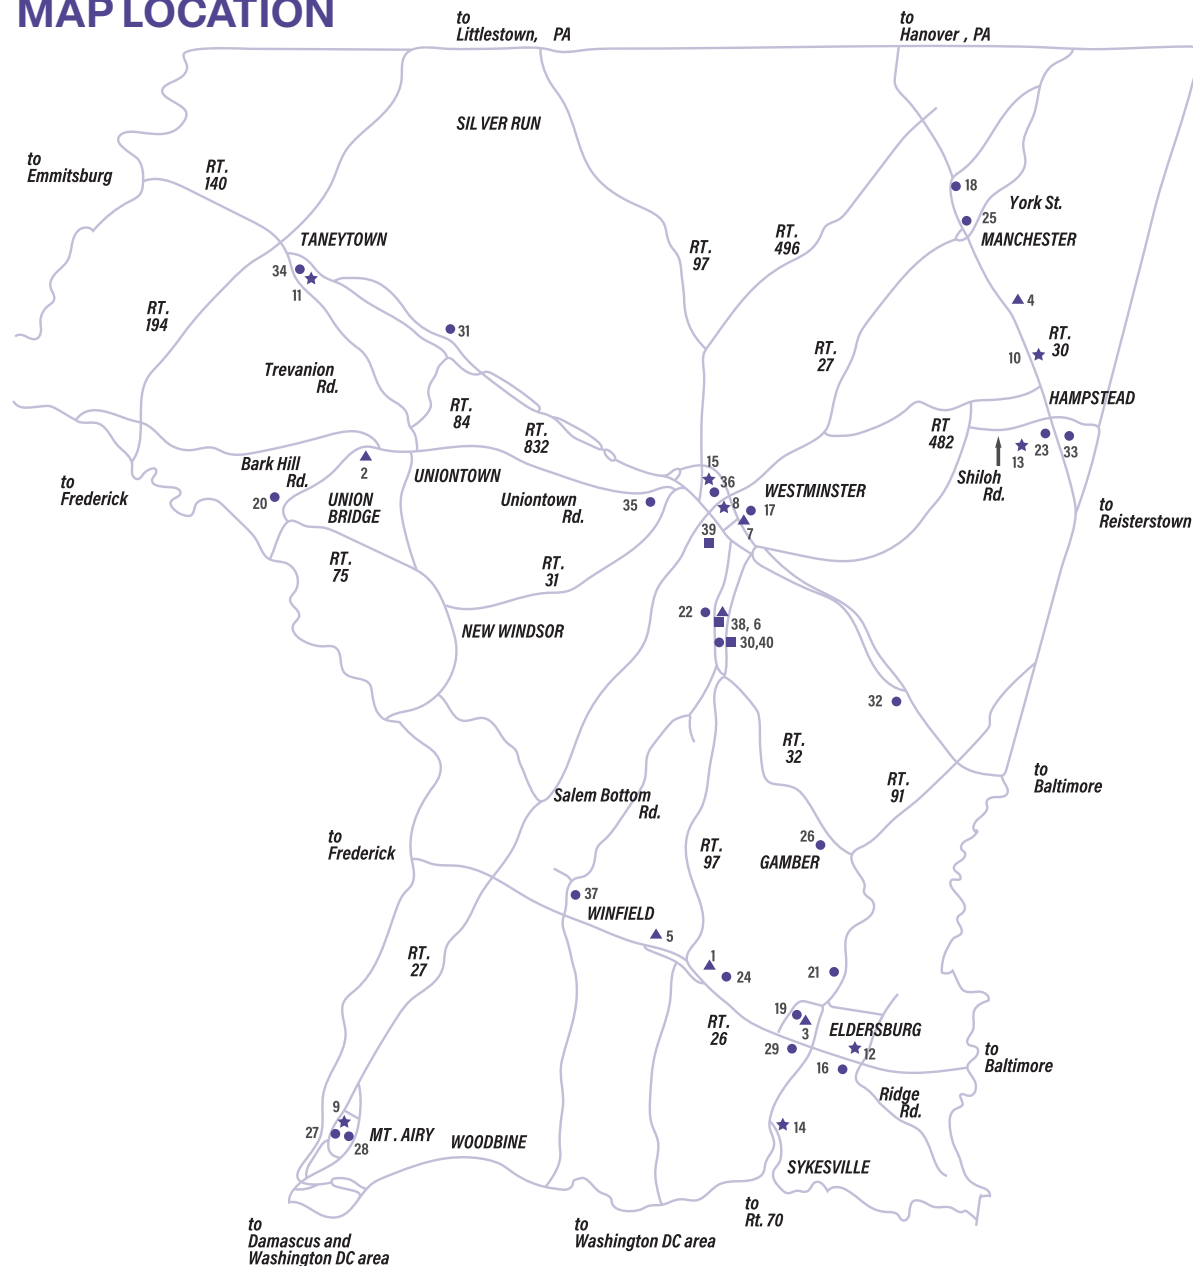 MAP LOCATION
to
Littlestown, PA
to
Hanover , PA
SILVER RUN
to
Emmitsburg
RT.
140
18
York St.
25
MANCHESTER
TANEYTOWN
RT.
496
RT.
97
34
11
4
RT.
194
31
RT.
30
10
RT.
27
Trevanion
Rd.
HAMPSTEAD
RT.
84
RT.
832
RT
482
23
33
13
Bark Hill
Rd.
2
UNIONTOWN
15
36
Shiloh
Rd.
to
Frederick
20
UNION
BRIDGE
Uniontown
Rd.
35
8
WESTMINSTER
17
7
39
to
Reisterstown
RT.
75
RT.
31
22
38, 6
30,40
NEW WINDSOR
32
RT.
32
RT.
91
to
Baltimore
Salem Bottom
Rd.
to
Frederick
RT.
97
26
GAMBER
37
WINFIELD
5
1
24
21
RT.
27
19
3
RT.
26
ELDERSBURG
29
12
16
to
Baltimore
Ridge
Rd.
9
27
28
MT. AIRY
WOODBINE
14
SYKESVILLE
to
Rt. 70
to
Damascus and
Washington DC area
to
Washington DC area